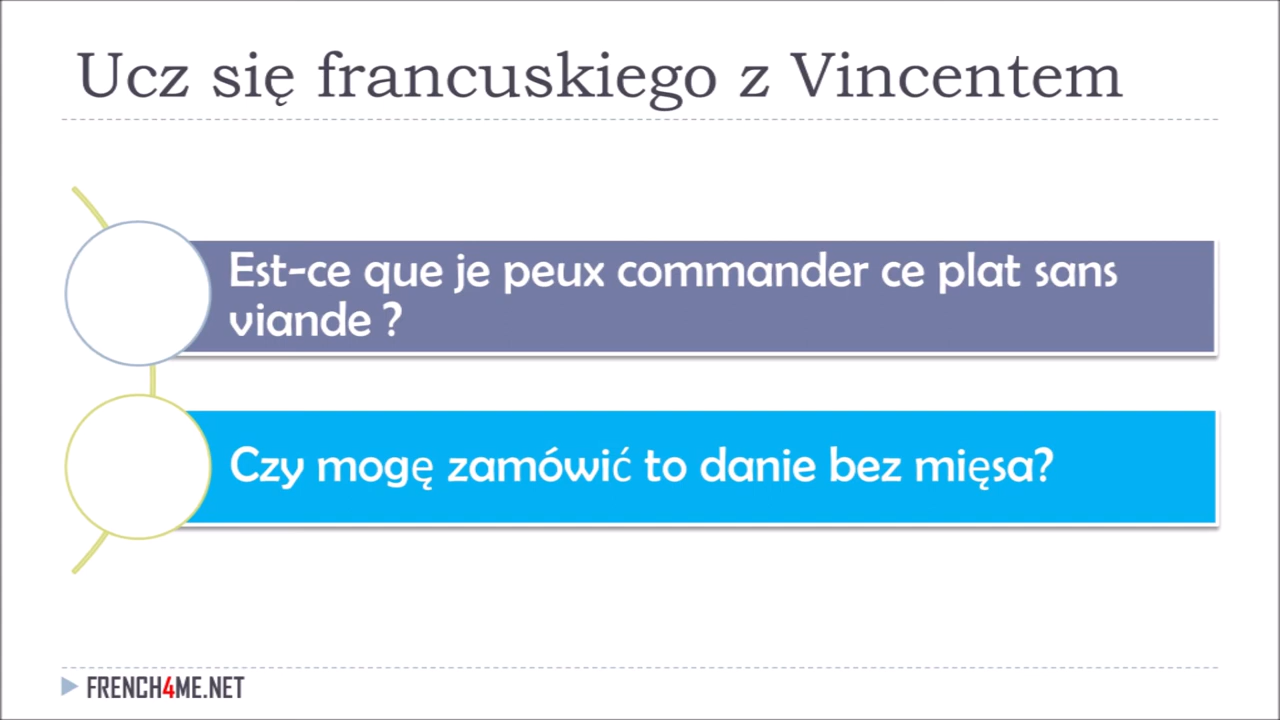 Ucz się francuskiego z Vincentem
Est-ce que je peux commander ce plat sans
viande ?
Czy mogę zamówić to danie bez mięsa?
FRENCH4ME.NET